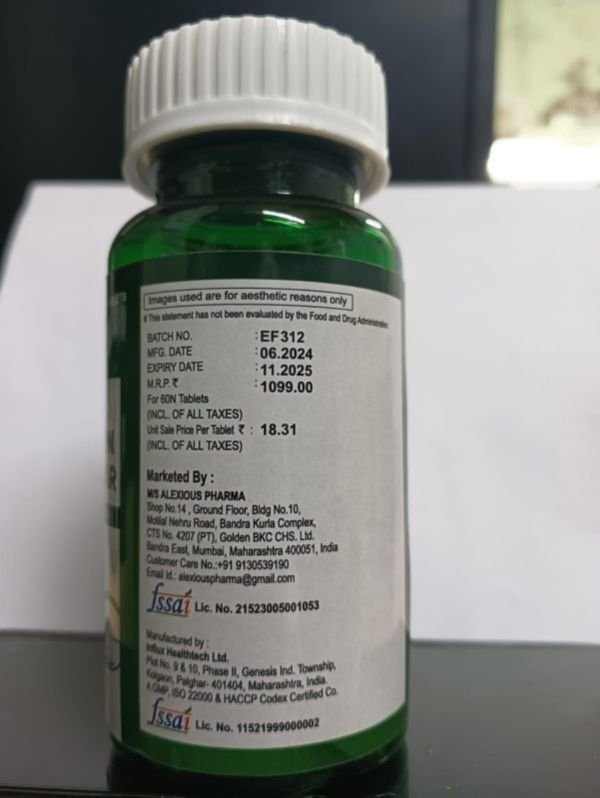 Images used are for aesthetic reasons only
# This statement has not been evaluated by the Food and Drug Administration
BATCH NO. : EF312
MFG. DATE : 06.2024
EXPIRY DATE : 11.2025
M.R.P. ₹ : 1099.00
For 60N Tablets
(INCL. OF ALL TAXES)
Unit Sale Price Per Tablet ₹ : 18.31
(INCL. OF ALL TAXES)
Marketed By :
M/S ALEXIOUS PHARMA
Shop No.14 , Ground Floor, Bldg No.10,
Motilal Nehru Road, Bandra Kurla Complex,
CTS No. 4207 (PT), Golden BKC CHS. Ltd.
Bandra East, Mumbai, Maharashtra 400051, India
Customer Care No.:+91 9130539190
Email Id.: alexiouspharma@gmail.com
fssai Lic. No. 21523005001053
Manufactured by :
Influx Healthtech Ltd.
Plot No. 9 & 10, Phase II, Genesis Ind. Township,
Kolgaon, Palghar- 401404, Maharashtra, India.
A GMP, ISO 22000 & HACCP Codex Certified Co.
fssai Lic. No. 11521999000002